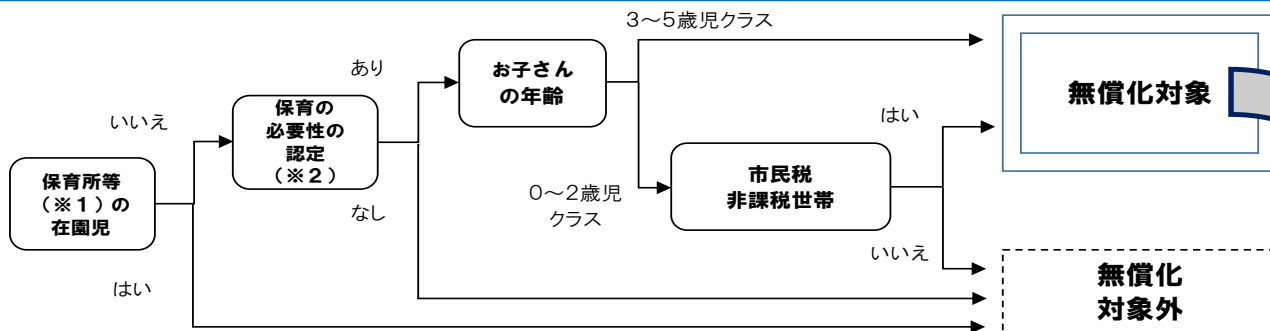 保育所等
(※1)の
在園児
いいえ
はい
保育の
必要性の
認定
(※2)
あり
なし
お子さん
の年齢
3~5歳児クラス
0~2歳児
クラス
市民税
非課税世帯
はい
いいえ
無償化対象
無償化
対象外